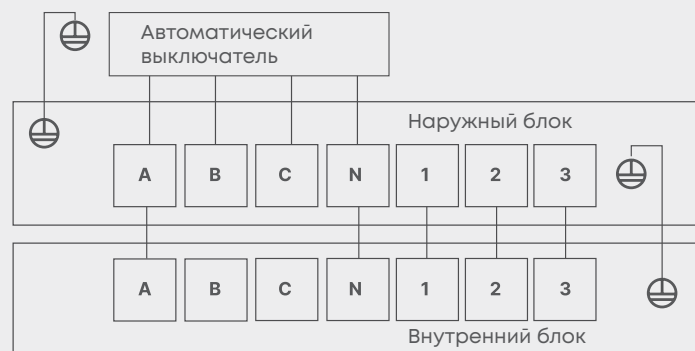 Автоматический
выключатель
Наружный блок
A B C N 1 2 3
A B C N 1 2 3
Внутренний блок